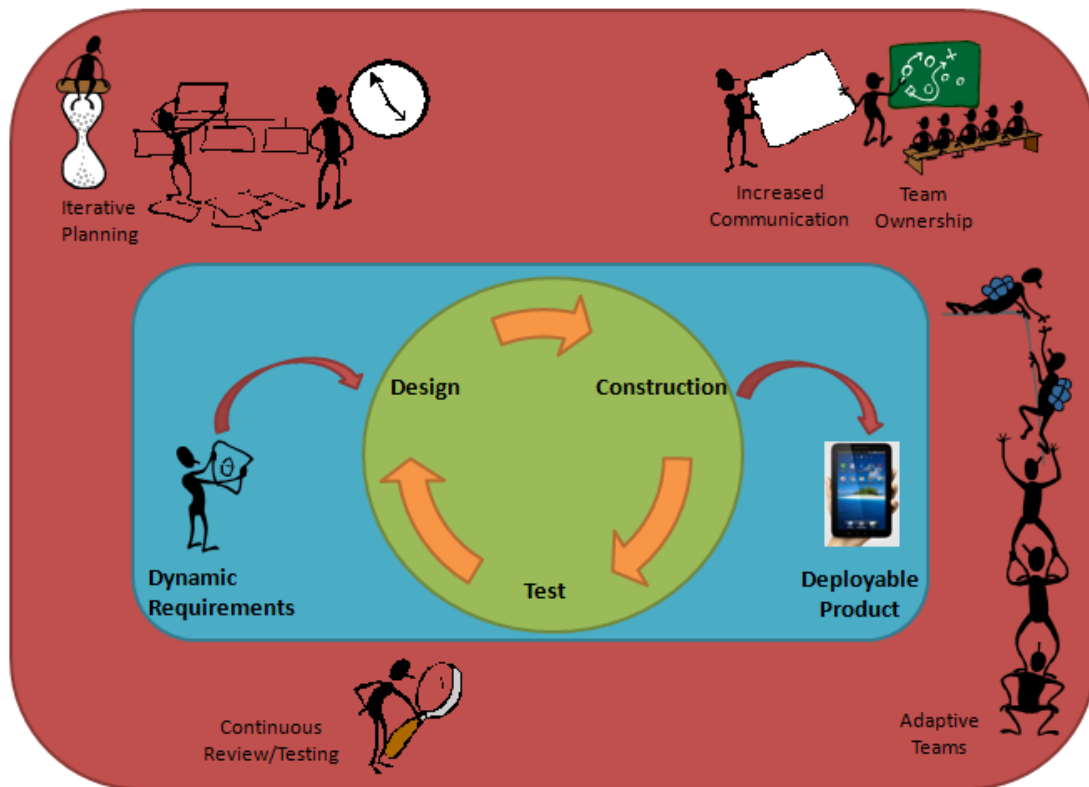 Iterative
Planning
Increased
Communication
Team
Ownership
Design
Construction
Dynamic
Requirements
Test
Deployable
Product
Continuous
Review/Testing
Adaptive
Teams